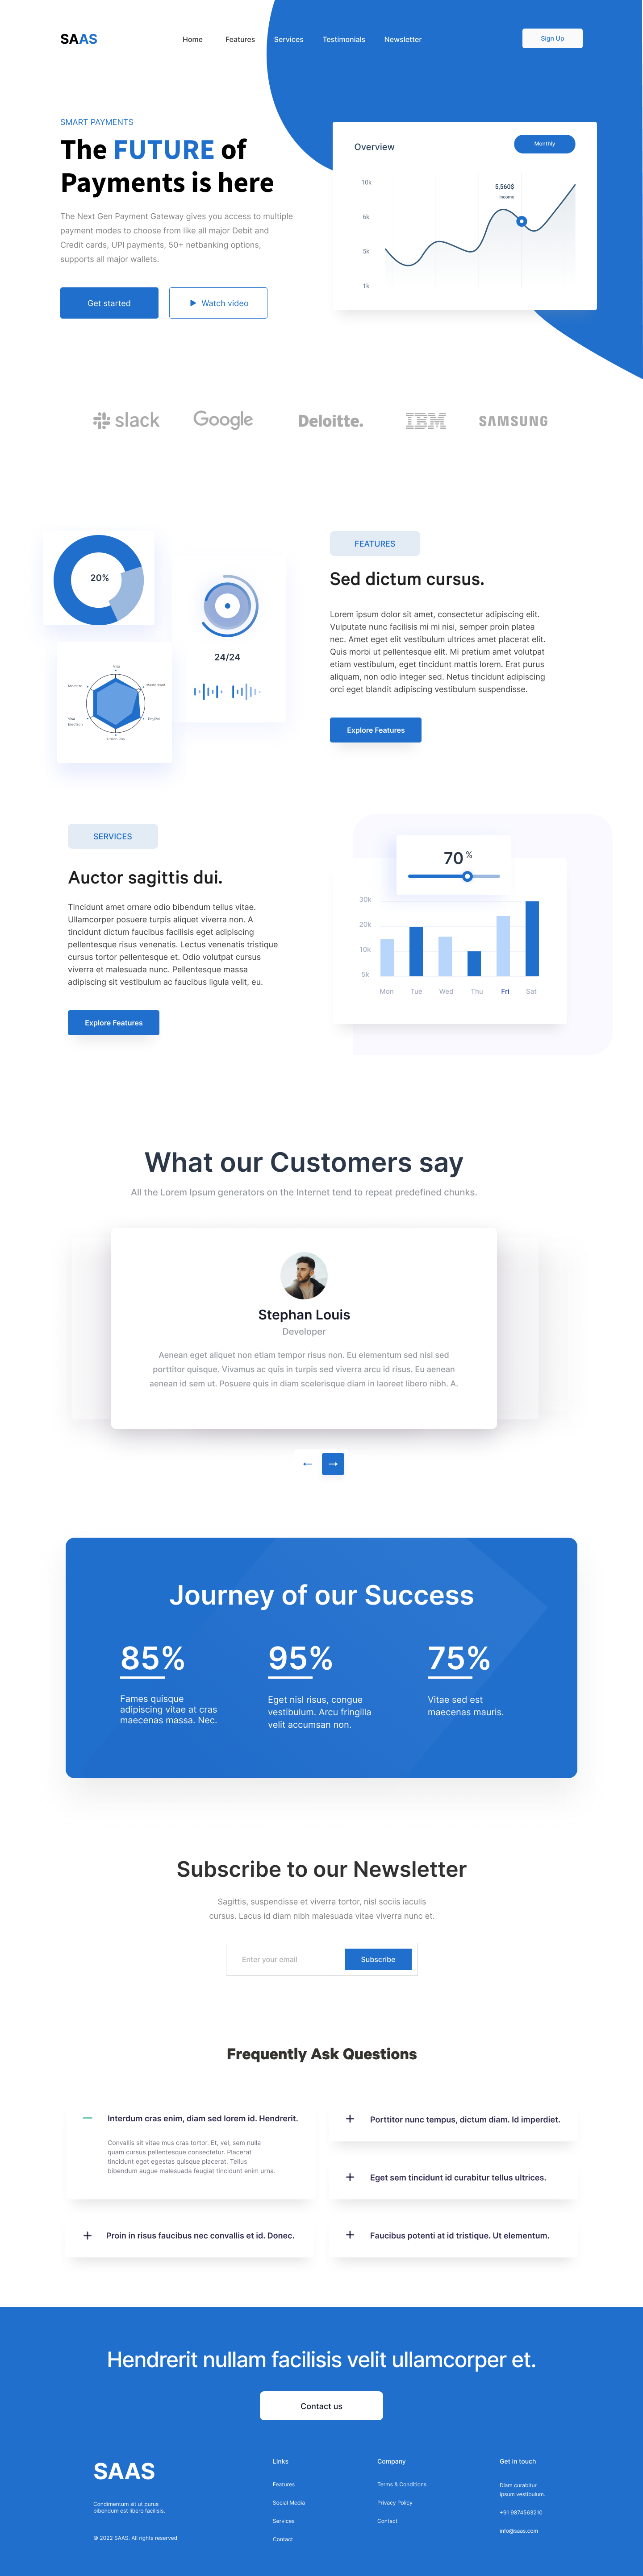 SAAS
Home Features Services Testimonials Newsletter
Sign Up
SMART PAYMENTS
The FUTURE of
Payments is here
The Next Gen Payment Gateway gives you access to multiple
payment modes to choose from like all major Debit and
Credit cards, UPI payments, 50+ netbanking options,
supports all major wallets.
Get started
Watch video
Overview
Monthly
10k
6k
5k
1k
5,560$
Income
slack Google Deloitte. IBM SAMSUNG
20%
24/24
Visa
Mastercard
PayPal
Union Pay
Visa
Electron
Maestro
FEATURES
Sed dictum cursus.
Lorem ipsum dolor sit amet, consectetur adipiscing elit.
Vulputate nunc facilisis mi mi nisi, semper proin platea
nec. Amet eget elit vestibulum ultrices amet placerat elit.
Quis morbi ut pellentesque elit. Mi pretium amet volutpat
etiam vestibulum, eget tincidunt mattis lorem. Erat purus
aliquam, non odio integer sed. Netus tincidunt adipiscing
orci eget blandit adipiscing vestibulum suspendisse.
Explore Features
SERVICES
Auctor sagittis dui.
Tincidunt amet ornare odio bibendum tellus vitae.
Ullamcorper posuere turpis aliquet viverra non. A
tincidunt dictum faucibus facilisis eget adipiscing
pellentesque risus venenatis. Lectus venenatis tristique
cursus tortor pellentesque et. Odio volutpat cursus
viverra et malesuada nunc. Pellentesque massa
adipiscing sit vestibulum ac faucibus ligula velit, eu.
Explore Features
70 %
30k
20k
10k
5k
Mon Tue Wed Thu Fri Sat
What our Customers say
All the Lorem Ipsum generators on the Internet tend to repeat predefined chunks.
Stephan Louis
Developer
Aenean eget aliquet non etiam tempor risus non. Eu elementum sed nisl sed
porttitor quisque. Vivamus ac quis in turpis sed viverra arcu id risus. Eu aenean
aenean id sem ut. Posuere quis in diam scelerisque diam in laoreet libero nibh. A.
Journey of our Success
85%
Fames quisque
adipiscing vitae at cras
maecenas massa. Nec.
95%
Eget nisl risus, congue
vestibulum. Arcu fringilla
velit accumsan non.
75%
Vitae sed est
maecenas mauris.
Subscribe to our Newsletter
Sagittis, suspendisse et viverra tortor, nisl sociis iaculis
cursus. Lacus id diam nibh malesuada vitae viverra nunc et.
Enter your email
Subscribe
Frequently Ask Questions
Interdum cras enim, diam sed lorem id. Hendrerit.
Convallis sit vitae mus cras tortor. Et, vel, sem nulla
quam cursus pellentesque consectetur. Placerat
tincidunt eget egestas quisque placerat. Tellus
bibendum augue malesuada feugiat tincidunt enim urna.
Porttitor nunc tempus, dictum diam. Id imperdiet.
Eget sem tincidunt id curabitur tellus ultrices.
Proin in risus faucibus nec convallis et id. Donec.
Faucibus potenti at id tristique. Ut elementum.
Hendrerit nullam facilisis velit ullamcorper et.
Contact us
SAAS
Condimentum sit ut purus
bibendum est libero facilisis.
© 2022 SAAS. All rights reserved
Links
Features
Social Media
Services
Contact
Company
Terms & Conditions
Privacy Policy
Contact
Get in touch
Diam curabitur
ipsum vestibulum.
+91 9874563210
info@saas.com